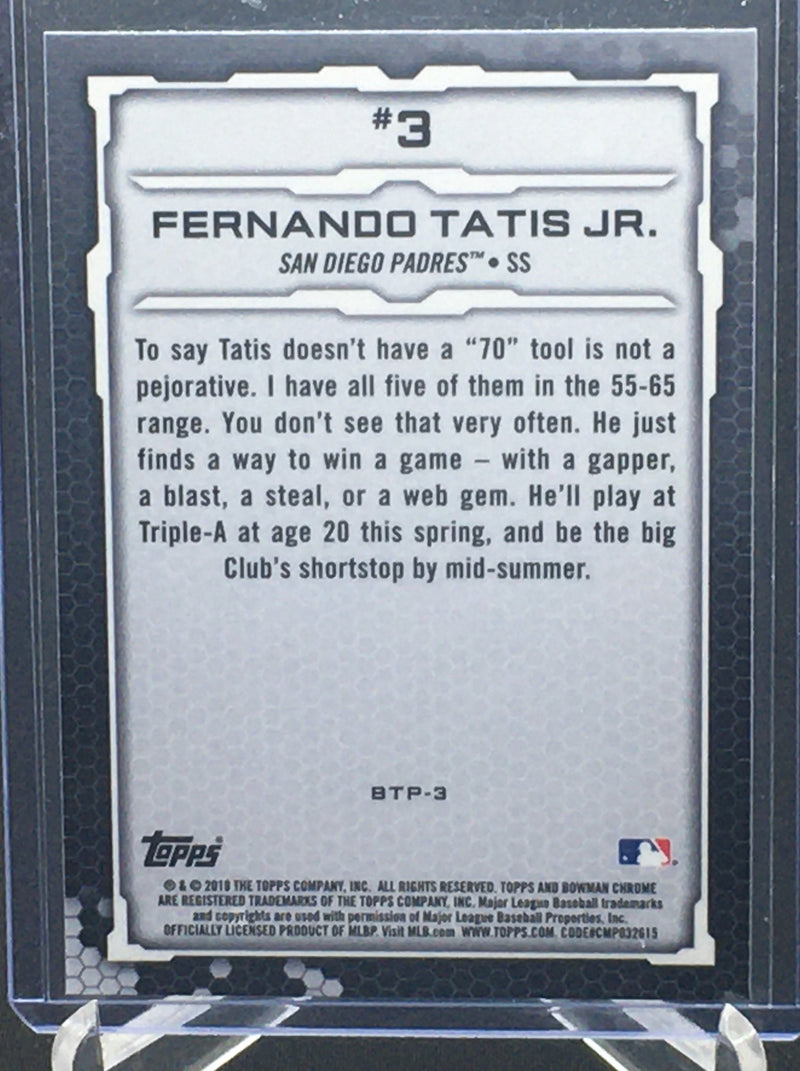 #3
FERNANDO TATIS JR.
SAN DIEGO PADRES™ • SS
To say Tatis doesn't have a “70” tool is not a
pejorative. I have all five of them in the 55-65
range. You don't see that very often. He just
finds a way to win a game – with a gapper,
a blast, a steal, or a web gem. He'll play at
Triple-A at age 20 this spring, and be the big
Club's shortstop by mid-summer.
BTP-3
Topps®
® & © 2019 THE TOPPS COMPANY, INC. ALL RIGHTS RESERVED. TOPPS AND BOWMAN CHROME
ARE REGISTERED TRADEMARKS OF THE TOPPS COMPANY, INC. Major League Baseball trademarks
and copyrights are used with permission of Major League Baseball Properties, Inc.
OFFICIALLY LICENSED PRODUCT OF MLBP. Visit MLB.com WWW.TOPPS.COM. CODE#CMP032615